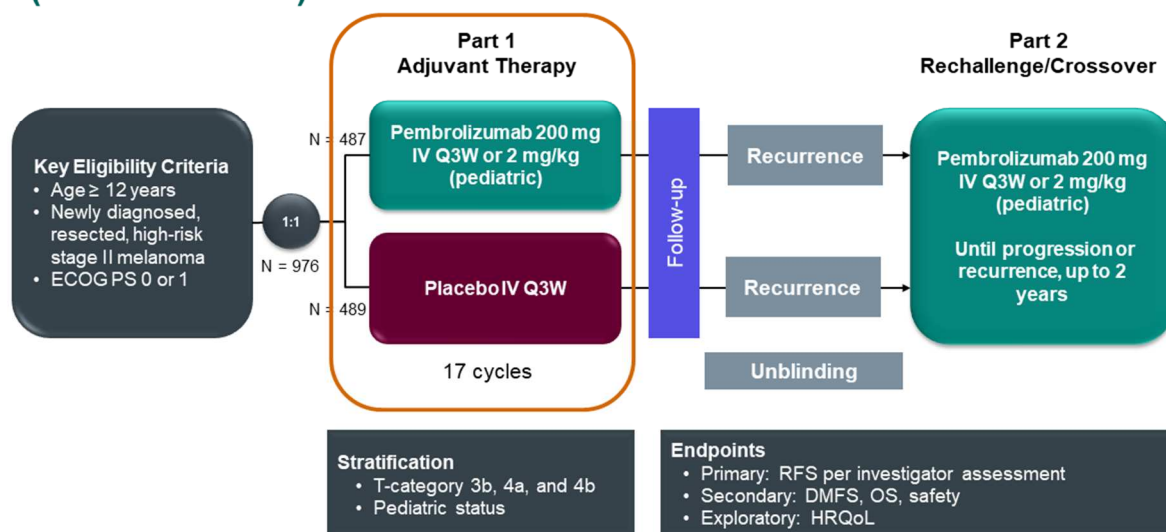 Part 1
Adjuvant Therapy
Part 2
Rechallenge/Crossover
Key Eligibility Criteria
• Age ≥ 12 years
• Newly diagnosed,
resected, high-risk
stage II melanoma
• ECOG PS 0 or 1
1:1
N = 976
N = 487
N = 489
Pembrolizumab 200 mg
IV Q3W or 2 mg/kg
(pediatric)
Placebo IV Q3W
17 cycles
Follow-up
Recurrence
Recurrence
Unblinding
Pembrolizumab 200 mg
IV Q3W or 2 mg/kg
(pediatric)
Until progression or
recurrence, up to 2
years
Stratification
• T-category 3b, 4a, and 4b
• Pediatric status
Endpoints
• Primary: RFS per investigator assessment
• Secondary: DMFS, OS, safety
• Exploratory: HRQoL